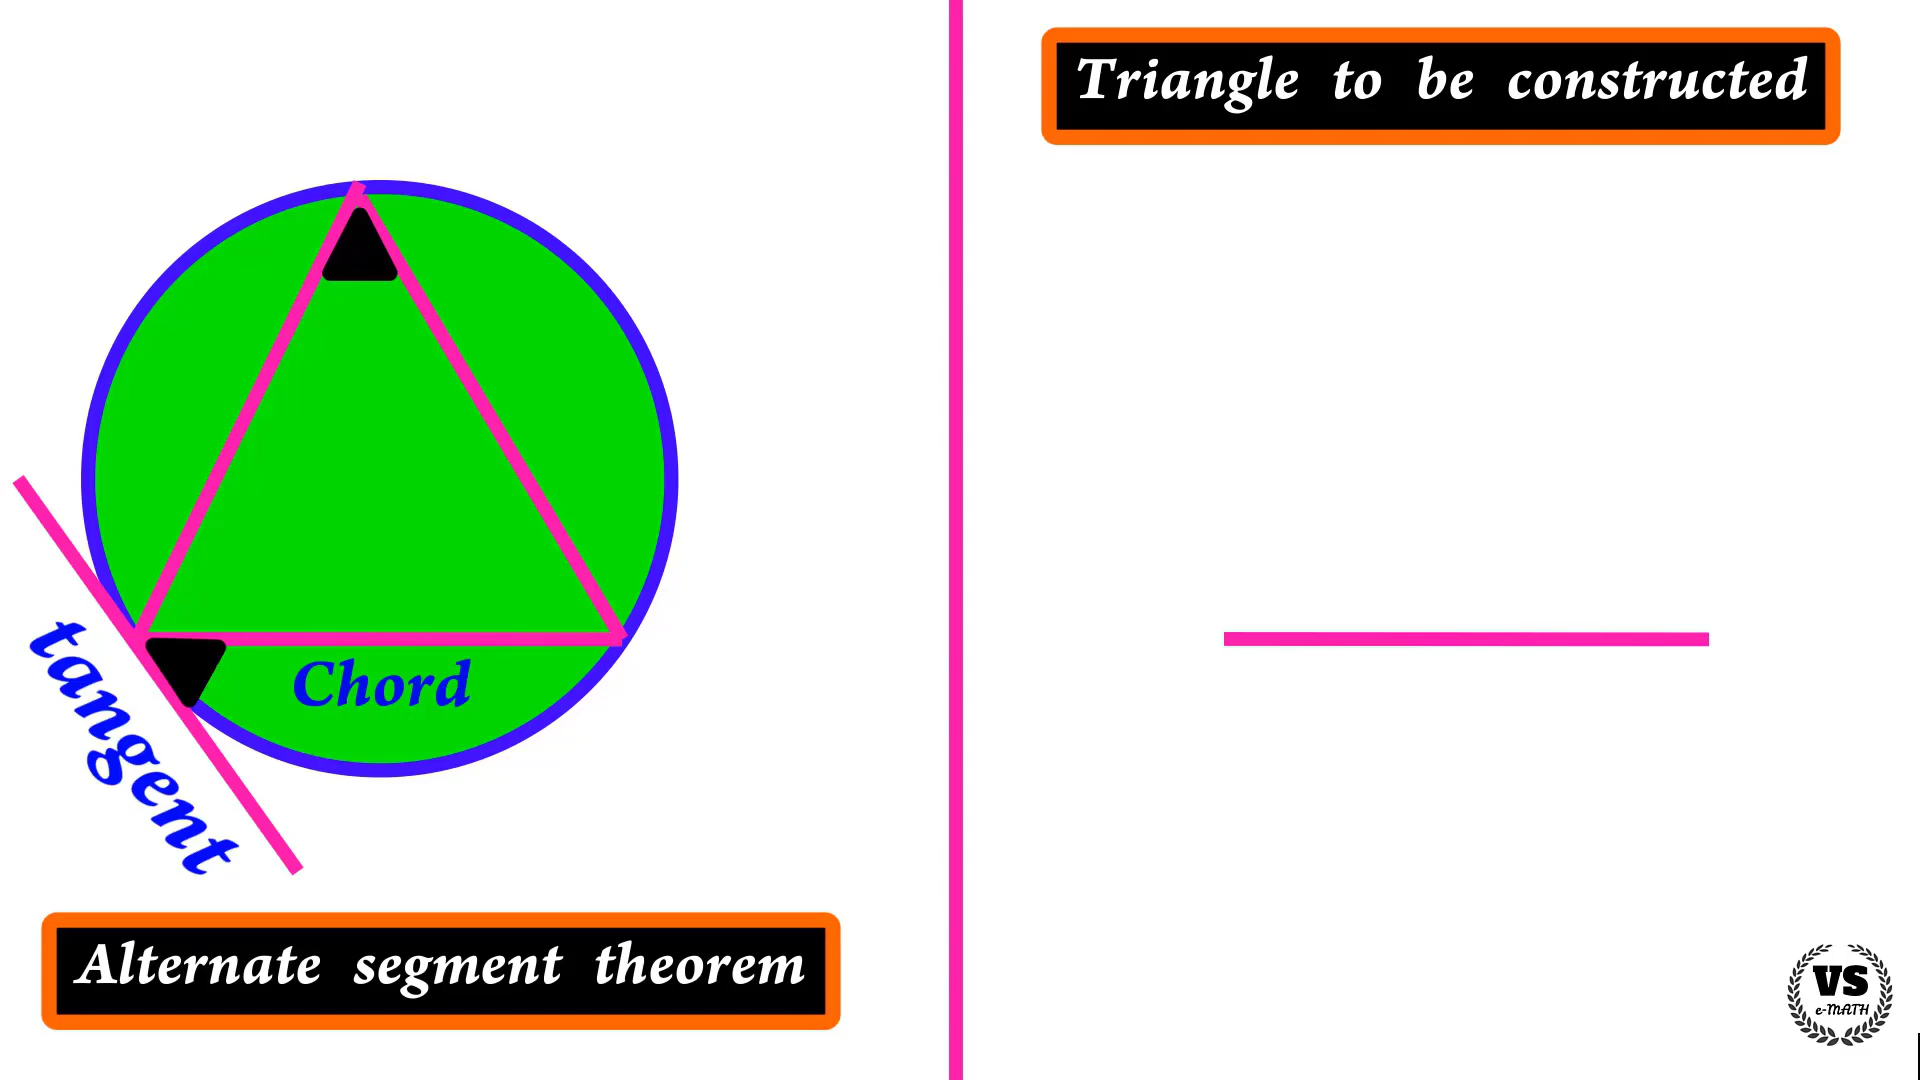 Triangle to be constructed
Chord
tangent
Alternate segment theorem
VS
e-MATH